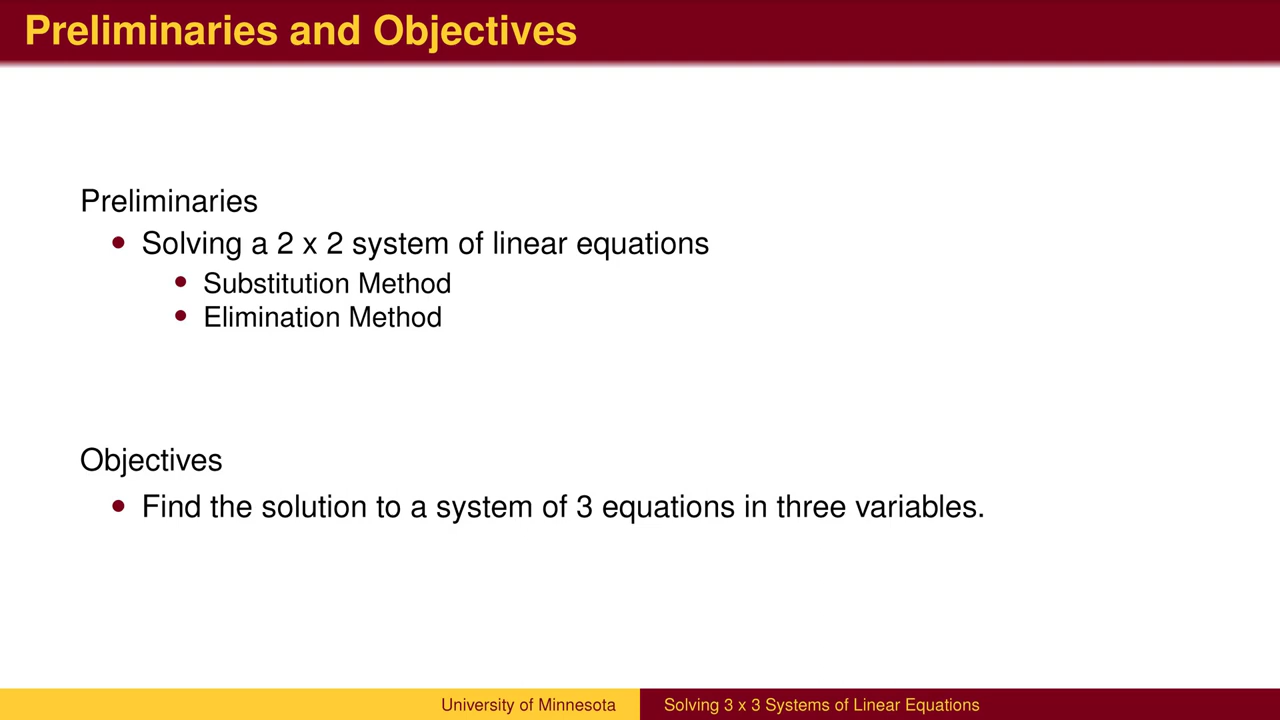 Preliminaries and Objectives
Preliminaries
• Solving a 2 x 2 system of linear equations
• Substitution Method
• Elimination Method
Objectives
• Find the solution to a system of 3 equations in three variables.
University of Minnesota
Solving 3 x 3 Systems of Linear Equations